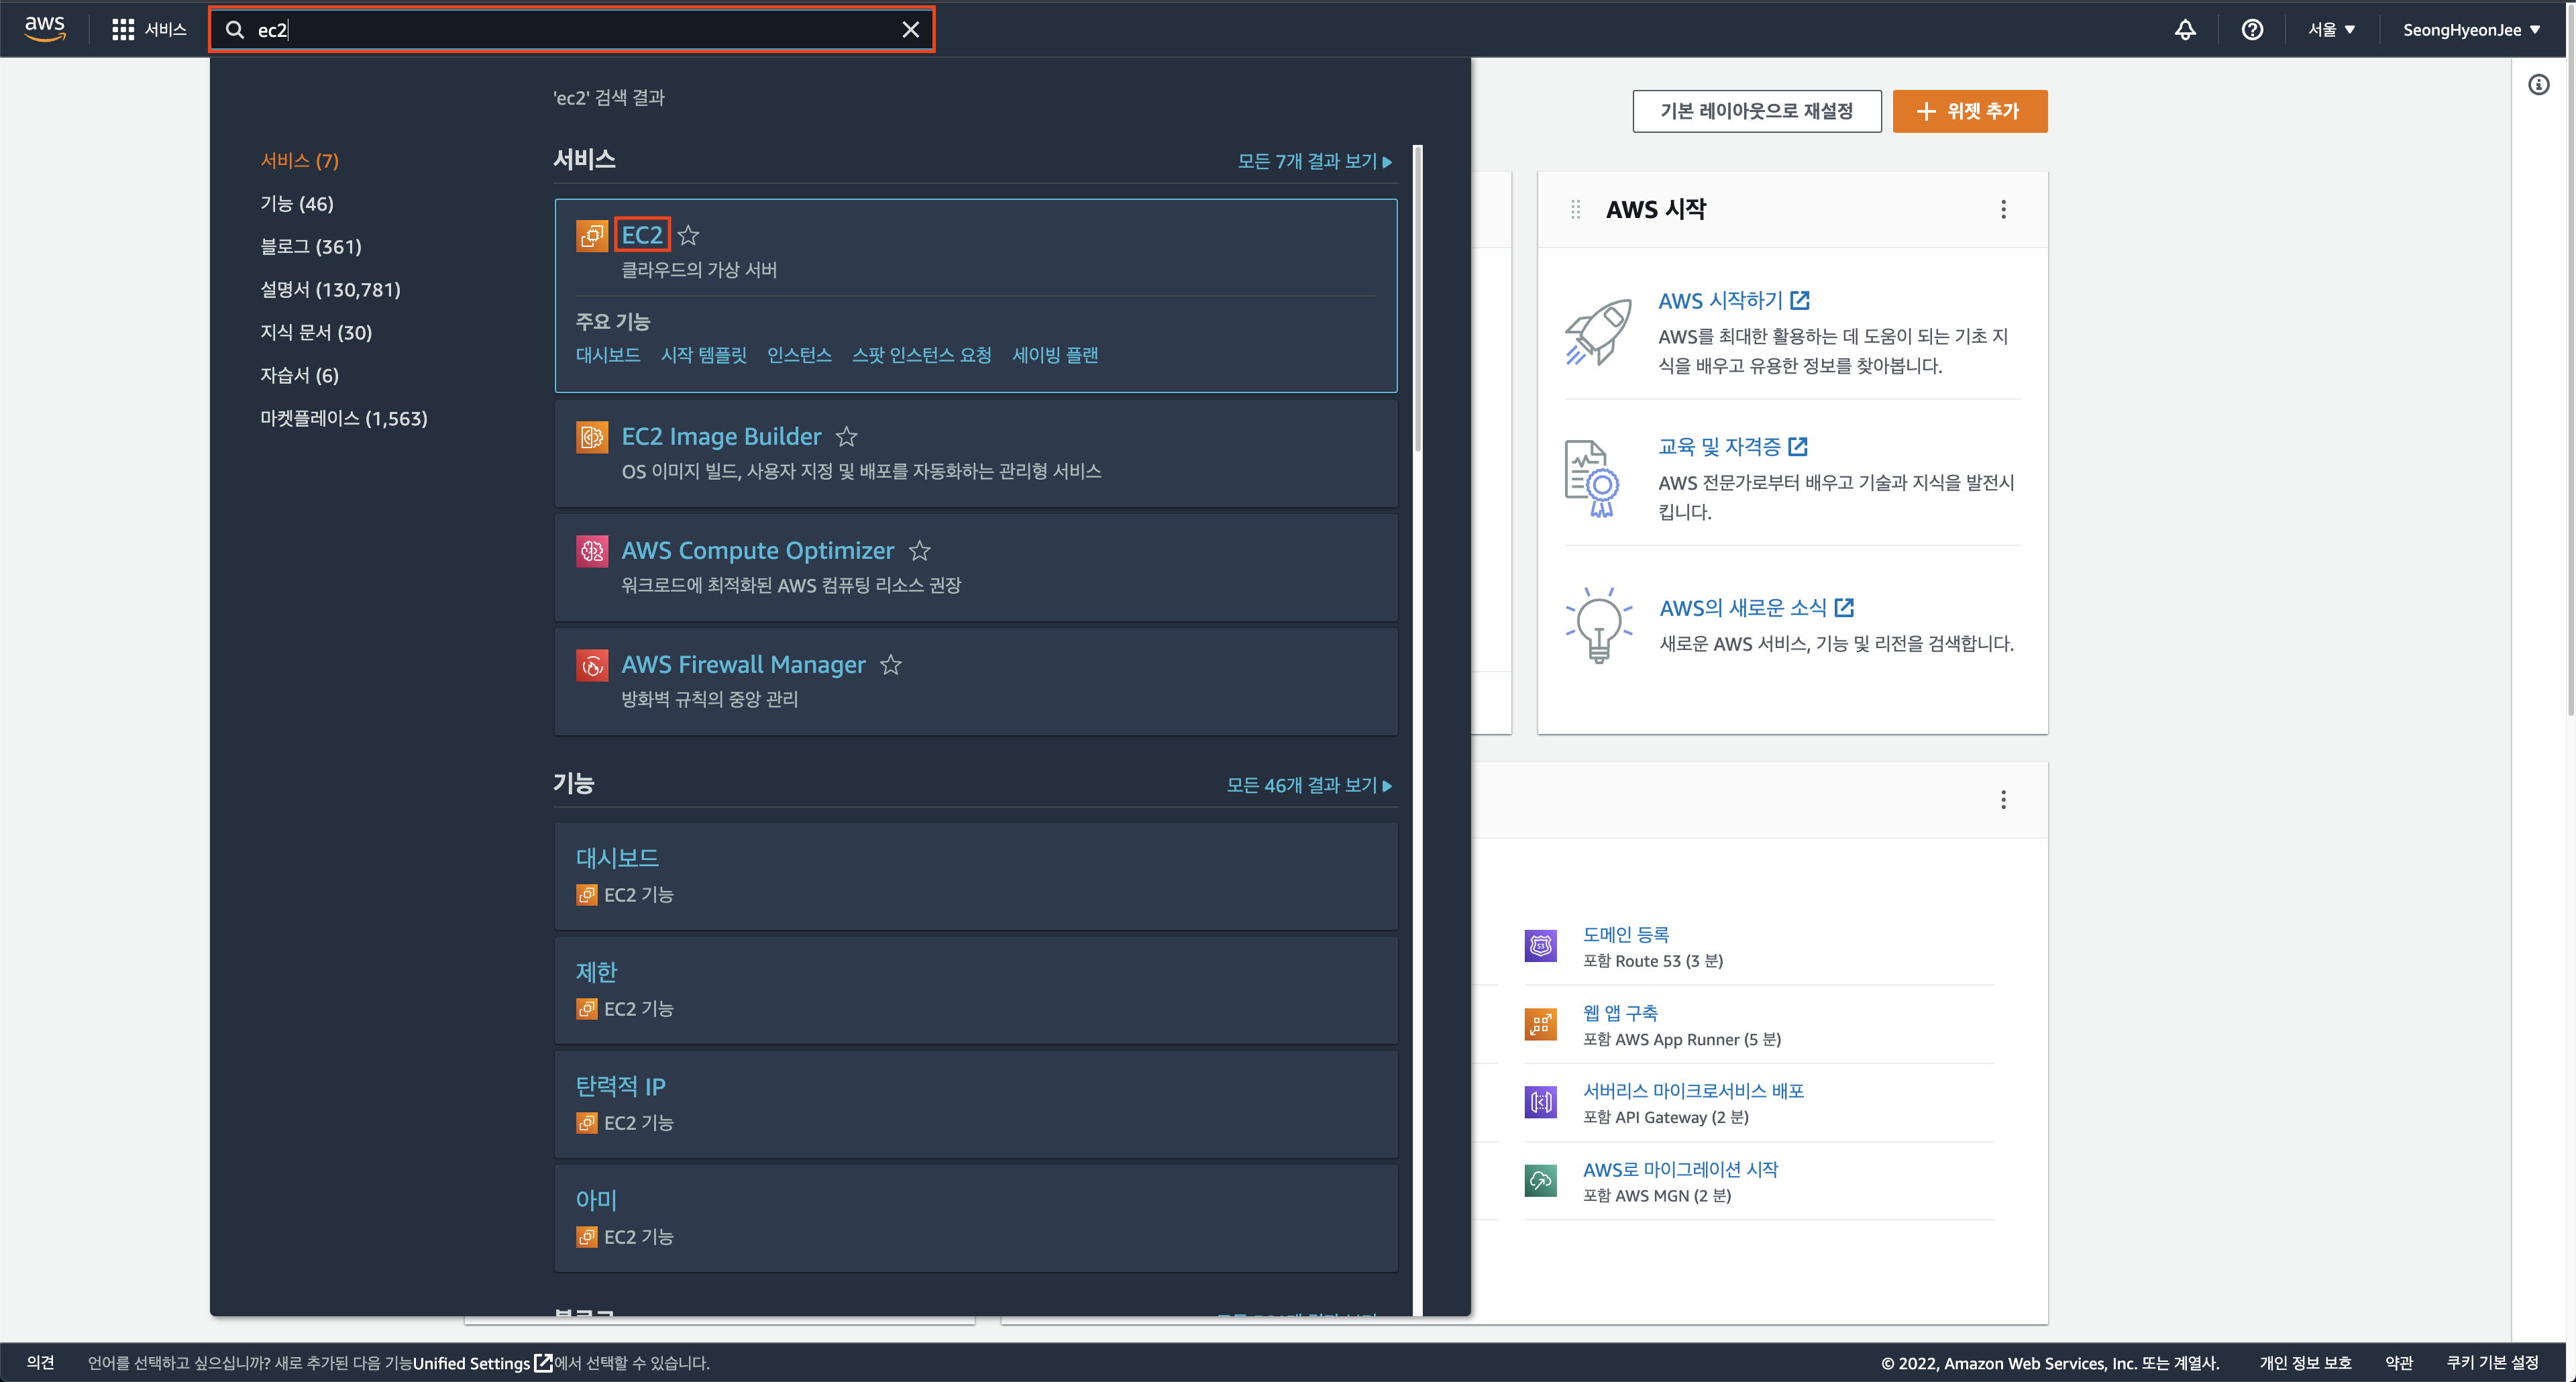 aws
서비스
ec2
서울 ▼
SeongHyeonJee ▼
'ec2' 검색 결과
서비스 (7)
기능 (46)
블로그 (361)
설명서 (130,781)
지식 문서 (30)
자습서 (6)
마켓플레이스 (1,563)
서비스
모든 7개 결과 보기 ▶
EC2
클라우드의 가상 서버
주요 기능
대시보드 시작 템플릿 인스턴스 스팟 인스턴스 요청 세이빙 플랜
EC2 Image Builder
OS 이미지 빌드, 사용자 지정 및 배포를 자동화하는 관리형 서비스
AWS Compute Optimizer
워크로드에 최적화된 AWS 컴퓨팅 리소스 권장
AWS Firewall Manager
방화벽 규칙의 중앙 관리
기능
모든 46개 결과 보기 ▶
대시보드
EC2 기능
제한
EC2 기능
탄력적 IP
EC2 기능
아미
EC2 기능
기본 레이아웃으로 재설정
+ 위젯 추가
AWS 시작
AWS 시작하기
AWS를 최대한 활용하는 데 도움이 되는 기초 지
식을 배우고 유용한 정보를 찾아봅니다.
교육 및 자격증
AWS 전문가로부터 배우고 기술과 지식을 발전시
킵니다.
AWS의 새로운 소식
새로운 AWS 서비스, 기능 및 리전을 검색합니다.
도메인 등록
포함 Route 53 (3 분)
웹 앱 구축
포함 AWS App Runner (5 분)
서버리스 마이크로서비스 배포
포함 API Gateway (2 분)
AWS로 마이그레이션 시작
포함 AWS MGN (2 분)
의견
언어를 선택하고 싶으십니까? 새로 추가된 다음 기능Unified Settings 에서 선택할 수 있습니다.
© 2022, Amazon Web Services, Inc. 또는 계열사.
개인 정보 보호
약관
쿠키 기본 설정